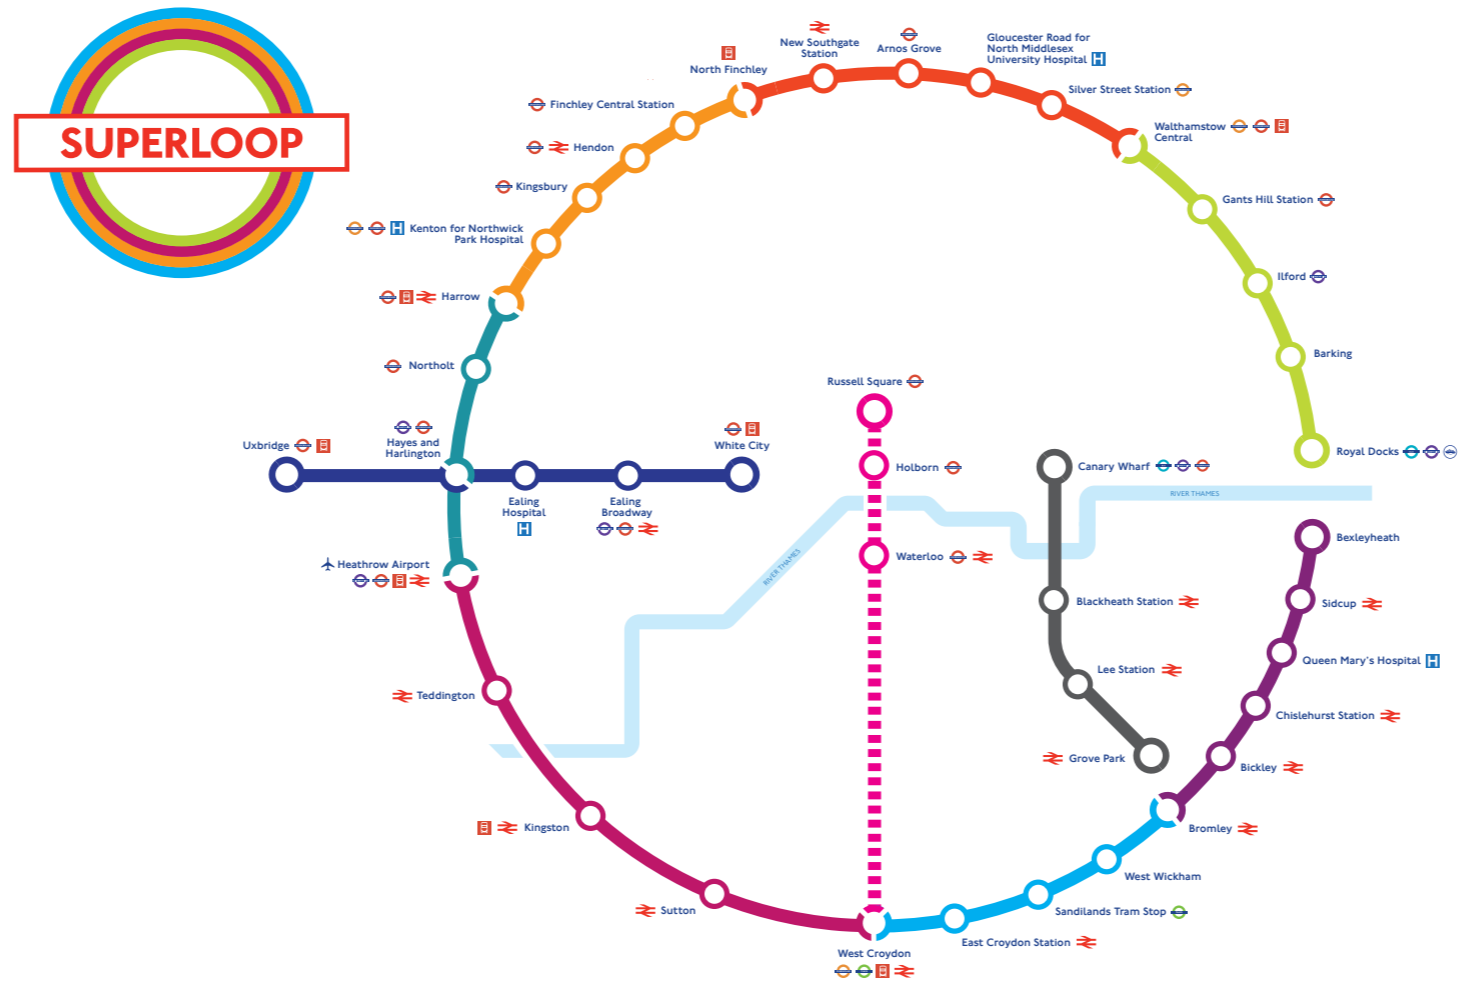 SUPERLOOP
New Southgate
Station
Arnos Grove
Gloucester Road for
North Middlesex
University Hospital H
North Finchley
Silver Street Station
Finchley Central Station
Walthamstow
Central
Hendon
Kingsbury
Gants Hill Station
H Kenton for Northwick
Park Hospital
Ilford
Harrow
Barking
Northolt
Russell Square
Uxbridge
Hayes and
Harlington
White City
Royal Docks
Holborn
Canary Wharf
RIVER THAMES
Ealing
Hospital
H
Ealing
Broadway
Bexleyheath
Waterloo
RIVER THAMES
Heathrow Airport
Blackheath Station
Sidcup
Queen Mary's Hospital H
Lee Station
Teddington
Chislehurst Station
Grove Park
Bickley
Kingston
Bromley
West Wickham
Sutton
Sandilands Tram Stop
East Croydon Station
West Croydon